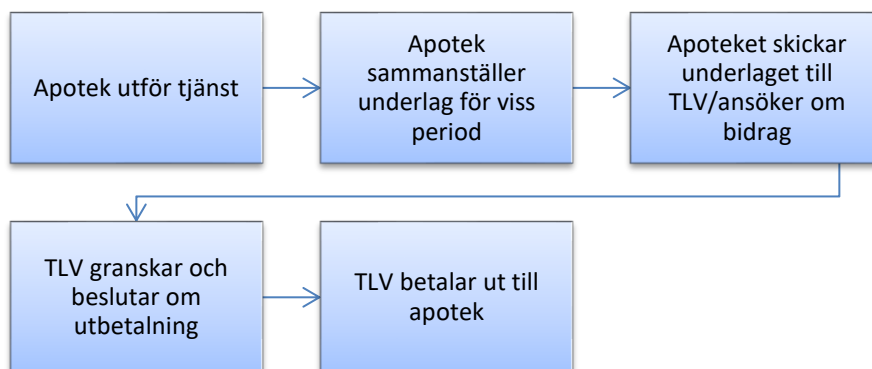 Apotek utför tjänst
Apotek
sammanställer
underlag för viss
period
Apoteket skickar
underlaget till
TLV/ansöker om
bidrag
TLV granskar och
beslutar om
utbetalning
TLV betalar ut till
apotek